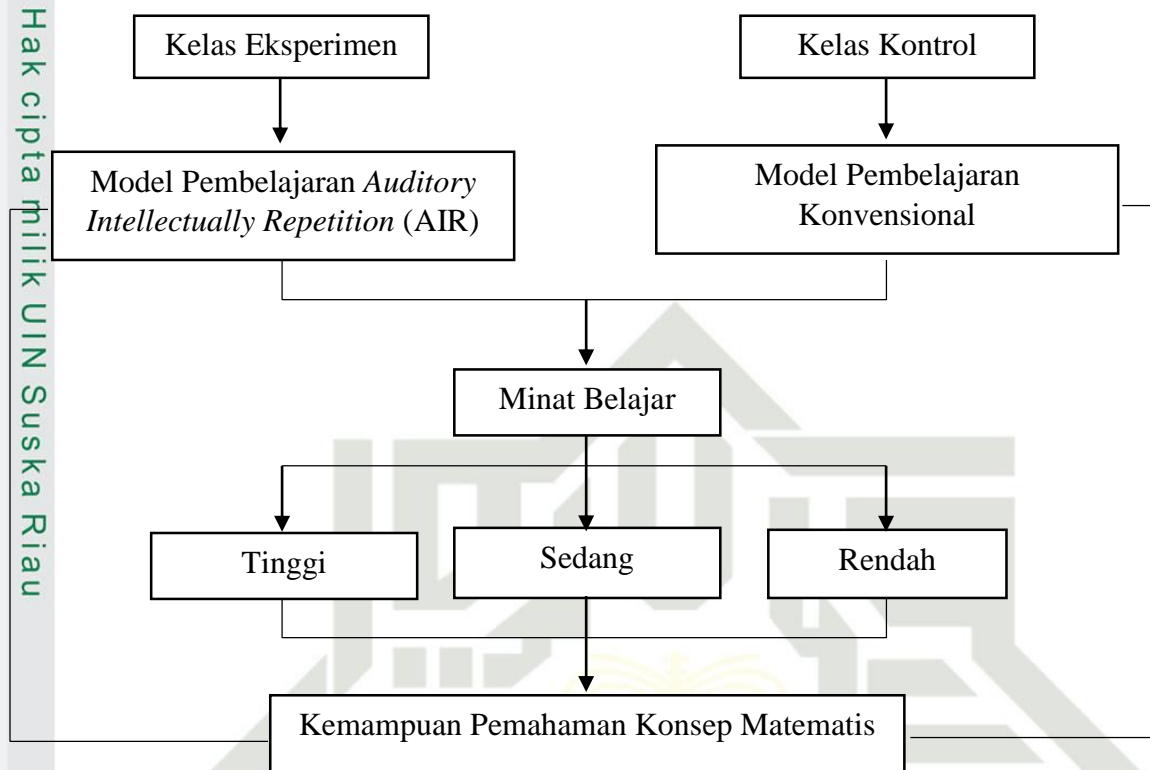 Hak cipta milik UIN Suska Riau
Kelas Eksperimen
Kelas Kontrol
Model Pembelajaran Auditory
Intellectually Repetition (AIR)
Model Pembelajaran
Konvensional
Minat Belajar
Tinggi
Sedang
Rendah
Kemampuan Pemahaman Konsep Matematis